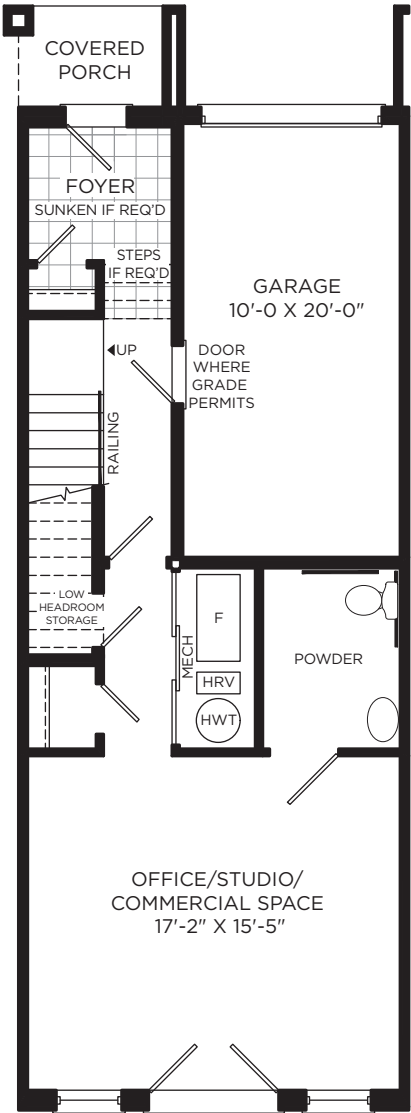 COVERED
PORCH
FOYER
SUNKEN IF REQ'D
STEPS
IF REQ'D
GARAGE
10'-0 X 20'-0"
UP
DOOR
WHERE
GRADE
PERMITS
RAILING
LOW
HEADROOM
STORAGE
MECH
F
HRV
HWT
POWDER
OFFICE/STUDIO/
COMMERCIAL SPACE
17'-2" X 15'-5"